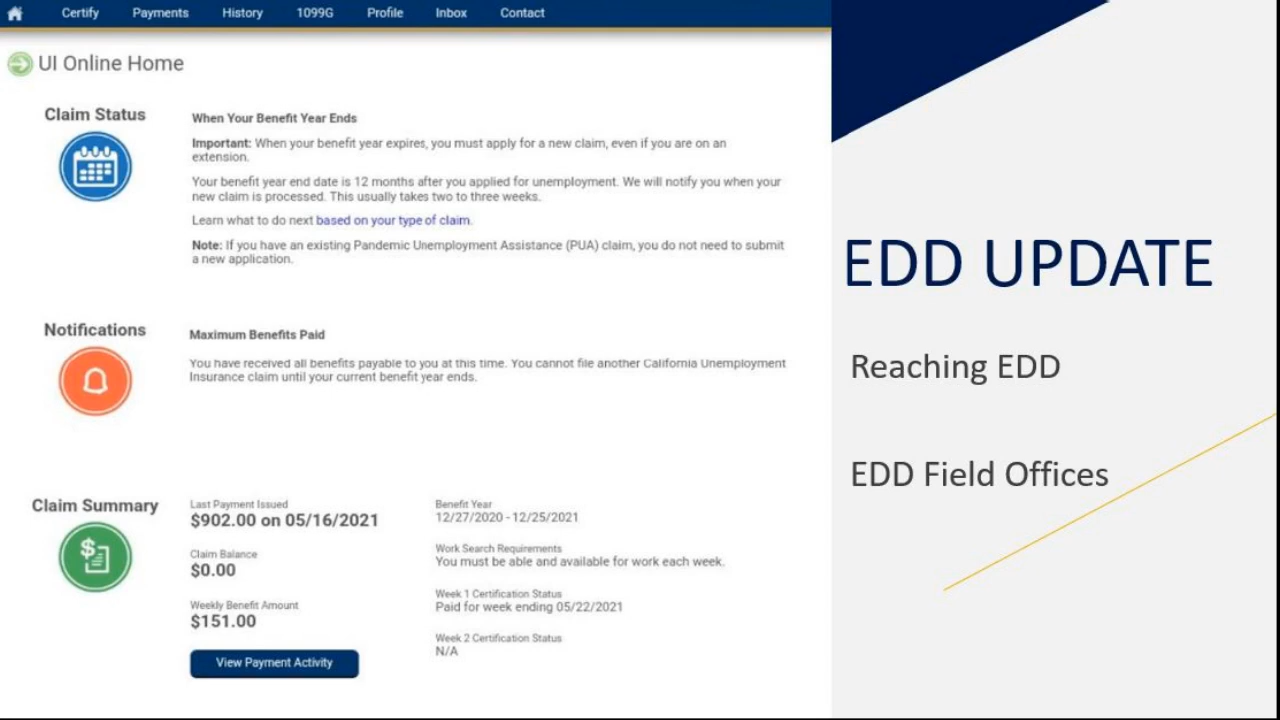 Certify Payments History 1099G Profile Inbox Contact
UI Online Home
Claim Status
When Your Benefit Year Ends
Important: When your benefit year expires, you must apply for a new claim, even if you are on an
extension.
Your benefit year end date is 12 months after you applied for unemployment. We will notify you when your
new claim is processed. This usually takes two to three weeks.
Learn what to do next based on your type of claim.
Note: If you have an existing Pandemic Unemployment Assistance (PUA) claim, you do not need to submit
a new application.
Notifications
Maximum Benefits Paid
You have received all benefits payable to you at this time. You cannot file another California Unemployment
Insurance claim until your current benefit year ends.
Claim Summary
Last Payment Issued
$902.00 on 05/16/2021
Claim Balance
$0.00
Weekly Benefit Amount
$151.00
View Payment Activity
Benefit Year
12/27/2020 - 12/25/2021
Work Search Requirements
You must be able and available for work each week.
Week 1 Certification Status
Paid for week ending 05/22/2021
Week 2 Certification Status
N/A
EDD UPDATE
Reaching EDD
EDD Field Offices